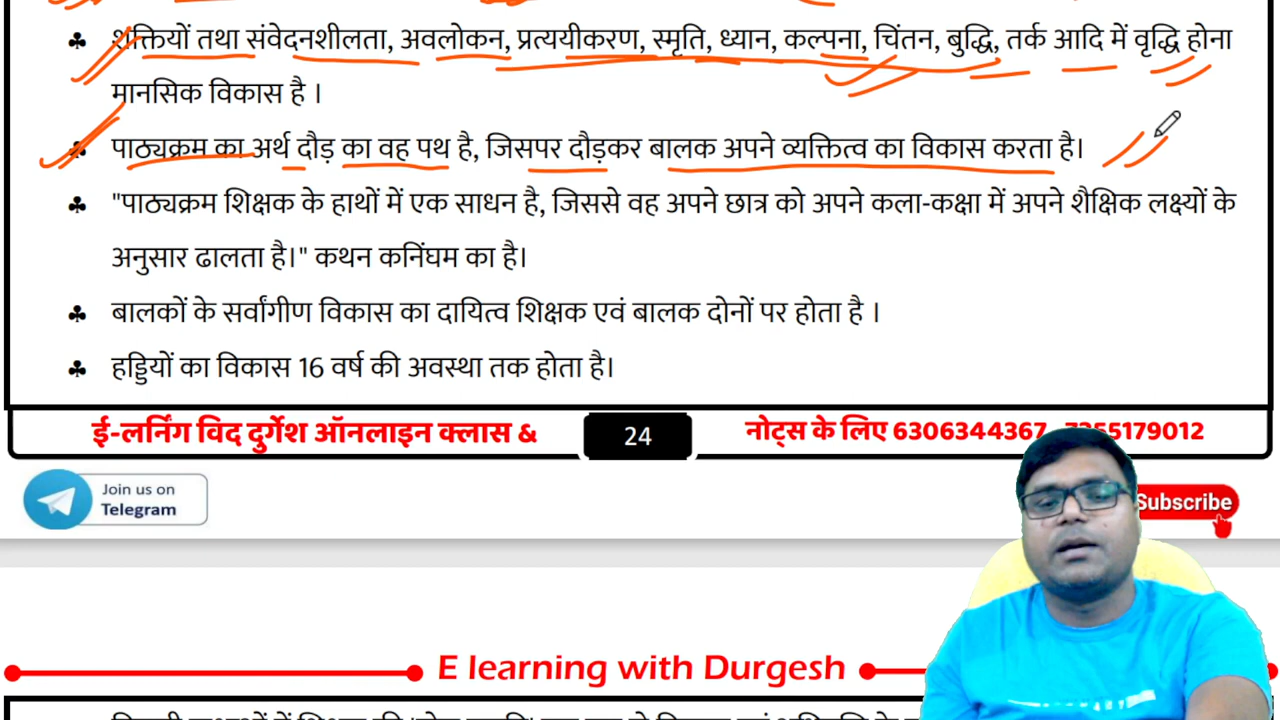 शक्तियों तथा संवेदनशीलता, अवलोकन, प्रत्ययीकरण, स्मृति, ध्यान, कल्पना, चिंतन, बुद्धि, तर्क आदि में वृद्धि होना
मानसिक विकास है ।
पाठ्यक्रम का अर्थ दौड़ का वह पथ है, जिसपर दौड़कर बालक अपने व्यक्तित्व का विकास करता है।
"पाठ्यक्रम शिक्षक के हाथों में एक साधन है, जिससे वह अपने छात्र को अपने कला-कक्षा में अपने शैक्षिक लक्ष्यों के
अनुसार ढालता है।" कथन कनिंघम का है।
बालकों के सर्वांगीण विकास का दायित्व शिक्षक एवं बालक दोनों पर होता है ।
हड्डियों का विकास 16 वर्ष की अवस्था तक होता है।
ई-लर्निंग विद दुर्गेश ऑनलाइन क्लास &
24
नोट्स के लिए 6306344367 7355179012
Join us on
Telegram
Subscribe
E learning with Durgesh